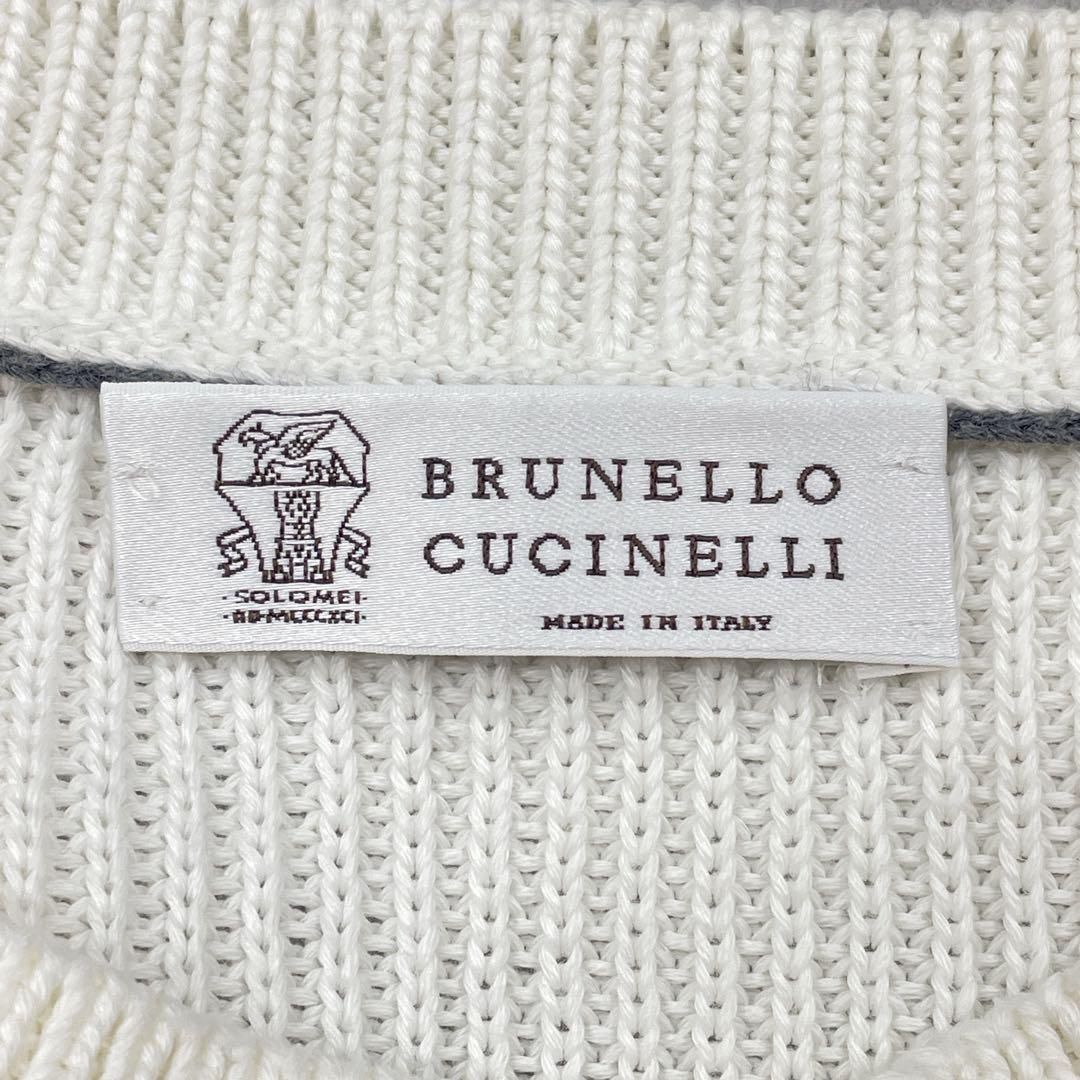 BRUNELLO
CUCINELLI
MADE IN ITALY
·SOLOMEI·
·AD·MCCCXCI·